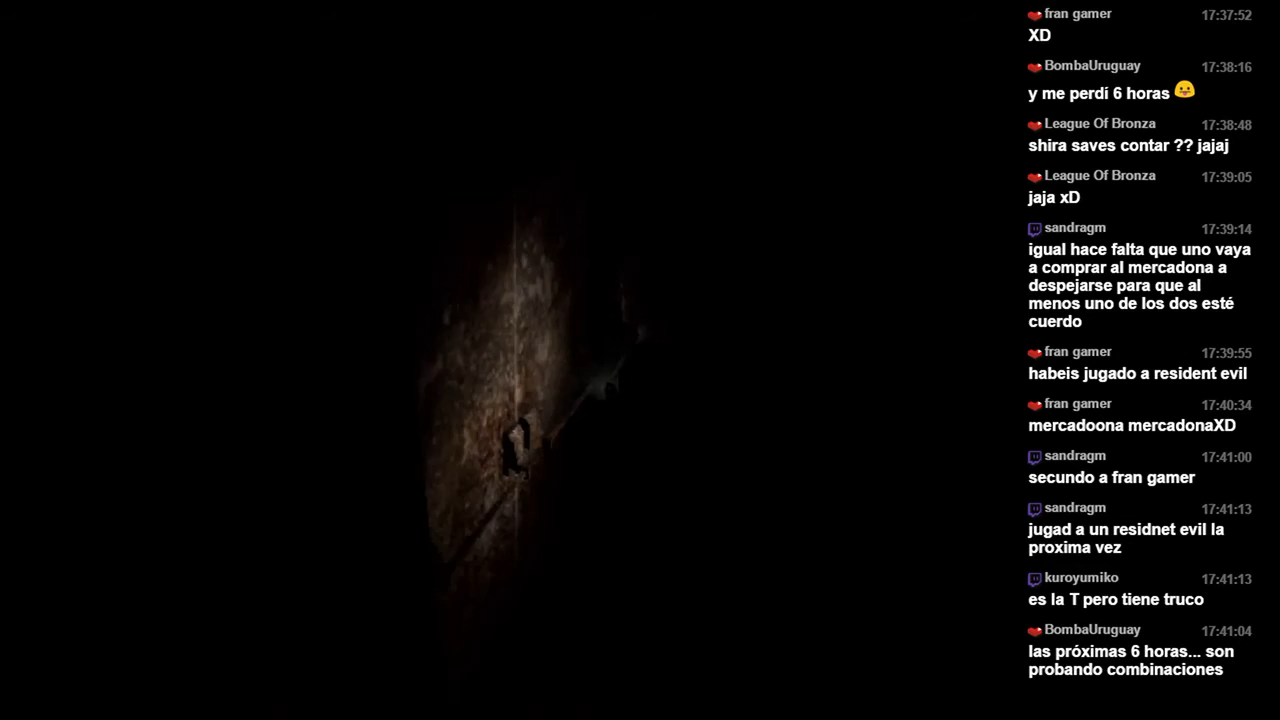 fran gamer 17:37:52
XD
BombaUruguay 17:38:16
y me perdí 6 horas
League Of Bronza 17:38:48
shira saves contar ?? jajaj
League Of Bronza 17:39:05
jaja xD
sandragm 17:39:14
igual hace falta que uno vaya
a comprar al mercadona a
despejarse para que al
menos uno de los dos esté
cuerdo
fran gamer 17:39:55
habeis jugado a resident evil
fran gamer 17:40:34
mercadoona mercadonaXD
sandragm 17:41:00
secundo a fran gamer
sandragm 17:41:13
jugad a un residnet evil la
proxima vez
kuroyumiko 17:41:13
es la T pero tiene truco
BombaUruguay 17:41:04
las próximas 6 horas... son
probando combinaciones